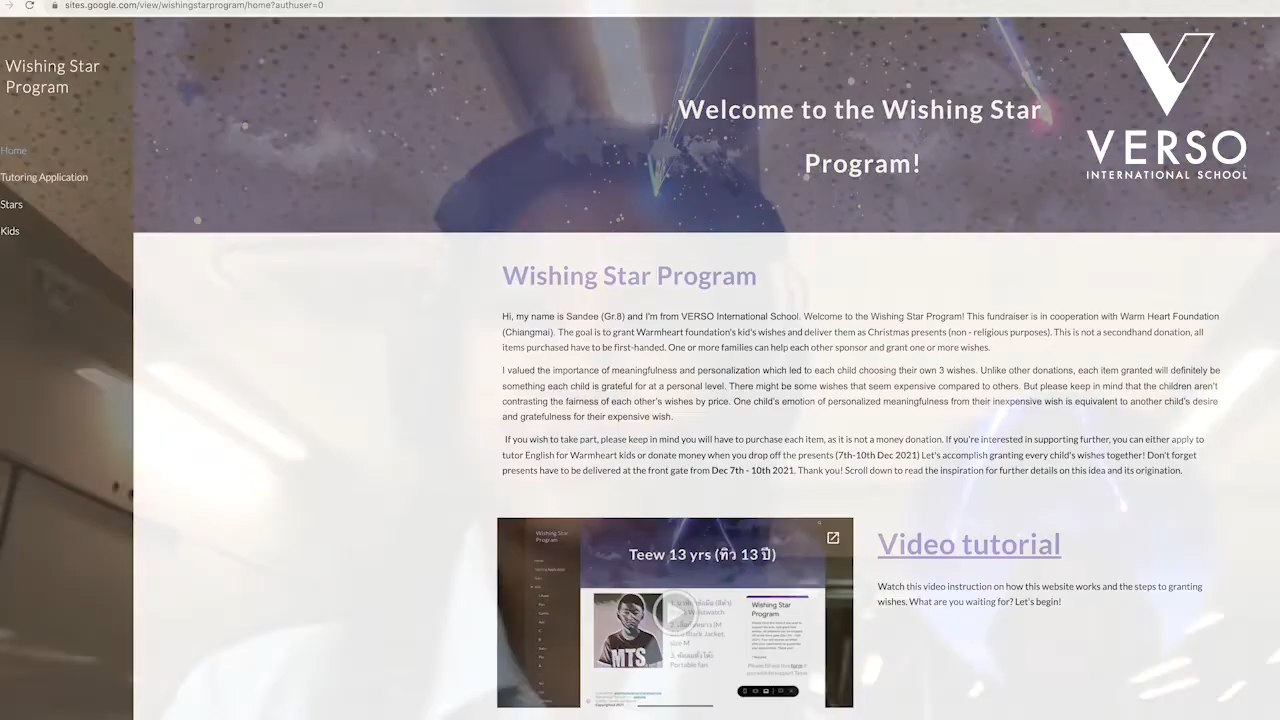 sites.google.com/view/wishingstarprogram/home?authuser=0
Wishing Star
Program
Home
Tutoring Application
Stars
Kids
Welcome to the Wishing Star
Program!
VERSO
INTERNATIONAL SCHOOL
Wishing Star Program
Hi, my name is Sandee (Gr.8) and I'm from VERSO International School. Welcome to the Wishing Star Program! This fundraiser is in cooperation with Warm Heart Foundation
(Chiangmai). The goal is to grant Warmheart foundation's kid's wishes and deliver them as Christmas presents (non - religious purposes). This is not a secondhand donation, all
items purchased have to be first-handed. One or more families can help each other sponsor and grant one or more wishes.
I valued the importance of meaningfulness and personalization which led to each child choosing their own 3 wishes. Unlike other donations, each item granted will definitely be
something each child is grateful for at a personal level. There might be some wishes that seem expensive compared to others. But please keep in mind that the children aren't
contrasting the fairness of each other's wishes by price. One child's emotion of personalized meaningfulness from their inexpensive wish is equivalent to another child's desire
and gratefulness for their expensive wish.
If you wish to take part, please keep in mind you will have to purchase each item, as it is not a money donation. If you're interested in supporting further, you can either apply to
tutor English for Warmheart kids or donate money when you drop off the presents (7th-10th Dec 2021) Let's accomplish granting every child's wishes together! Don't forget
presents have to be delivered at the front gate from Dec 7th - 10th 2021. Thank you! Scroll down to read the inspiration for further details on this idea and its origination.
Wishing Star
Program
Teew 13 yrs (ทิว 13 ปี)
Wristwatch
Black Jacket,
size M
Portable fan
MTS
Wishing Star
Program
Video tutorial
Watch this video instruction on how this website works and the steps to granting
wishes. What are you waiting for? Let's begin!